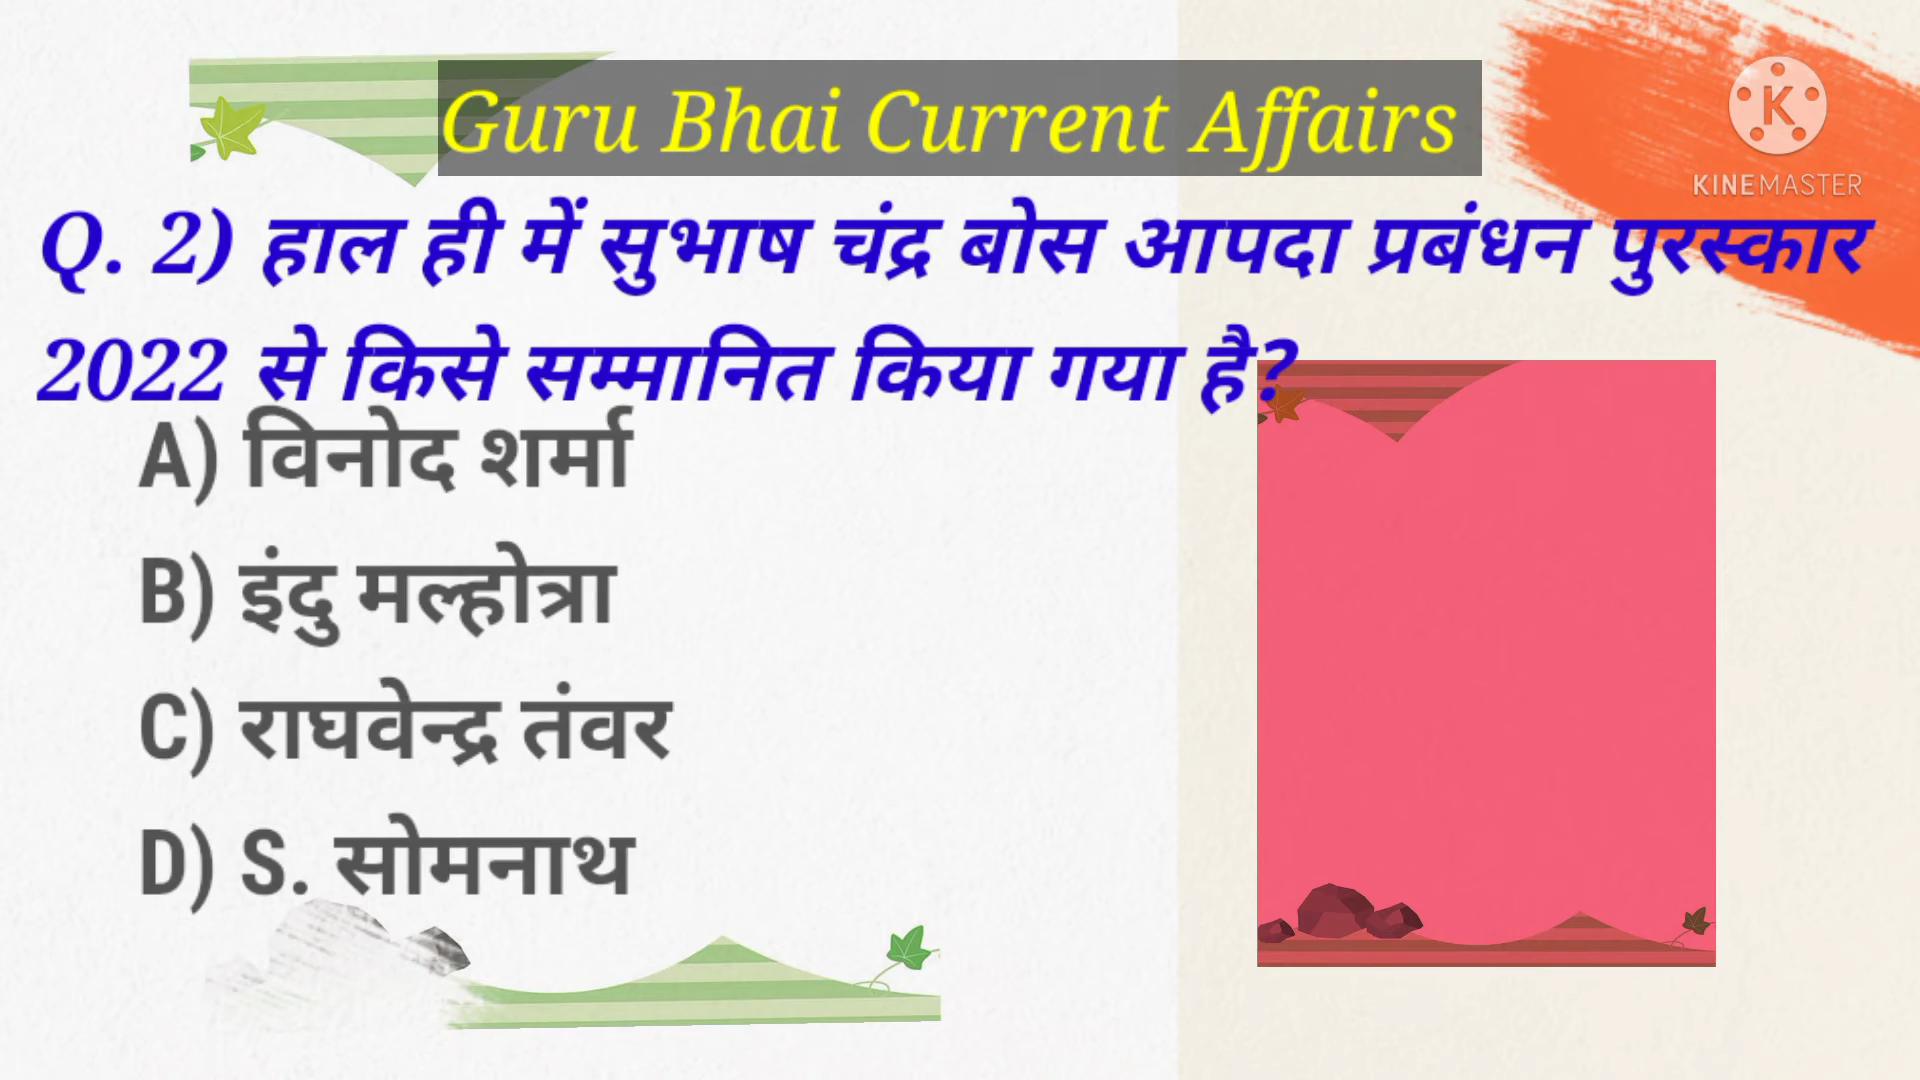 Guru Bhai Current Affairs
KINEMASTER
Q. 2) हाल ही में सुभाष चंद्र बोस आपदा प्रबंधन पुरस्कार
2022 से किसे सम्मानित किया गया है?
A) विनोद शर्मा
B) इंदु मल्होत्रा
C) राघवेन्द्र तंवर
D) S. सोमनाथ